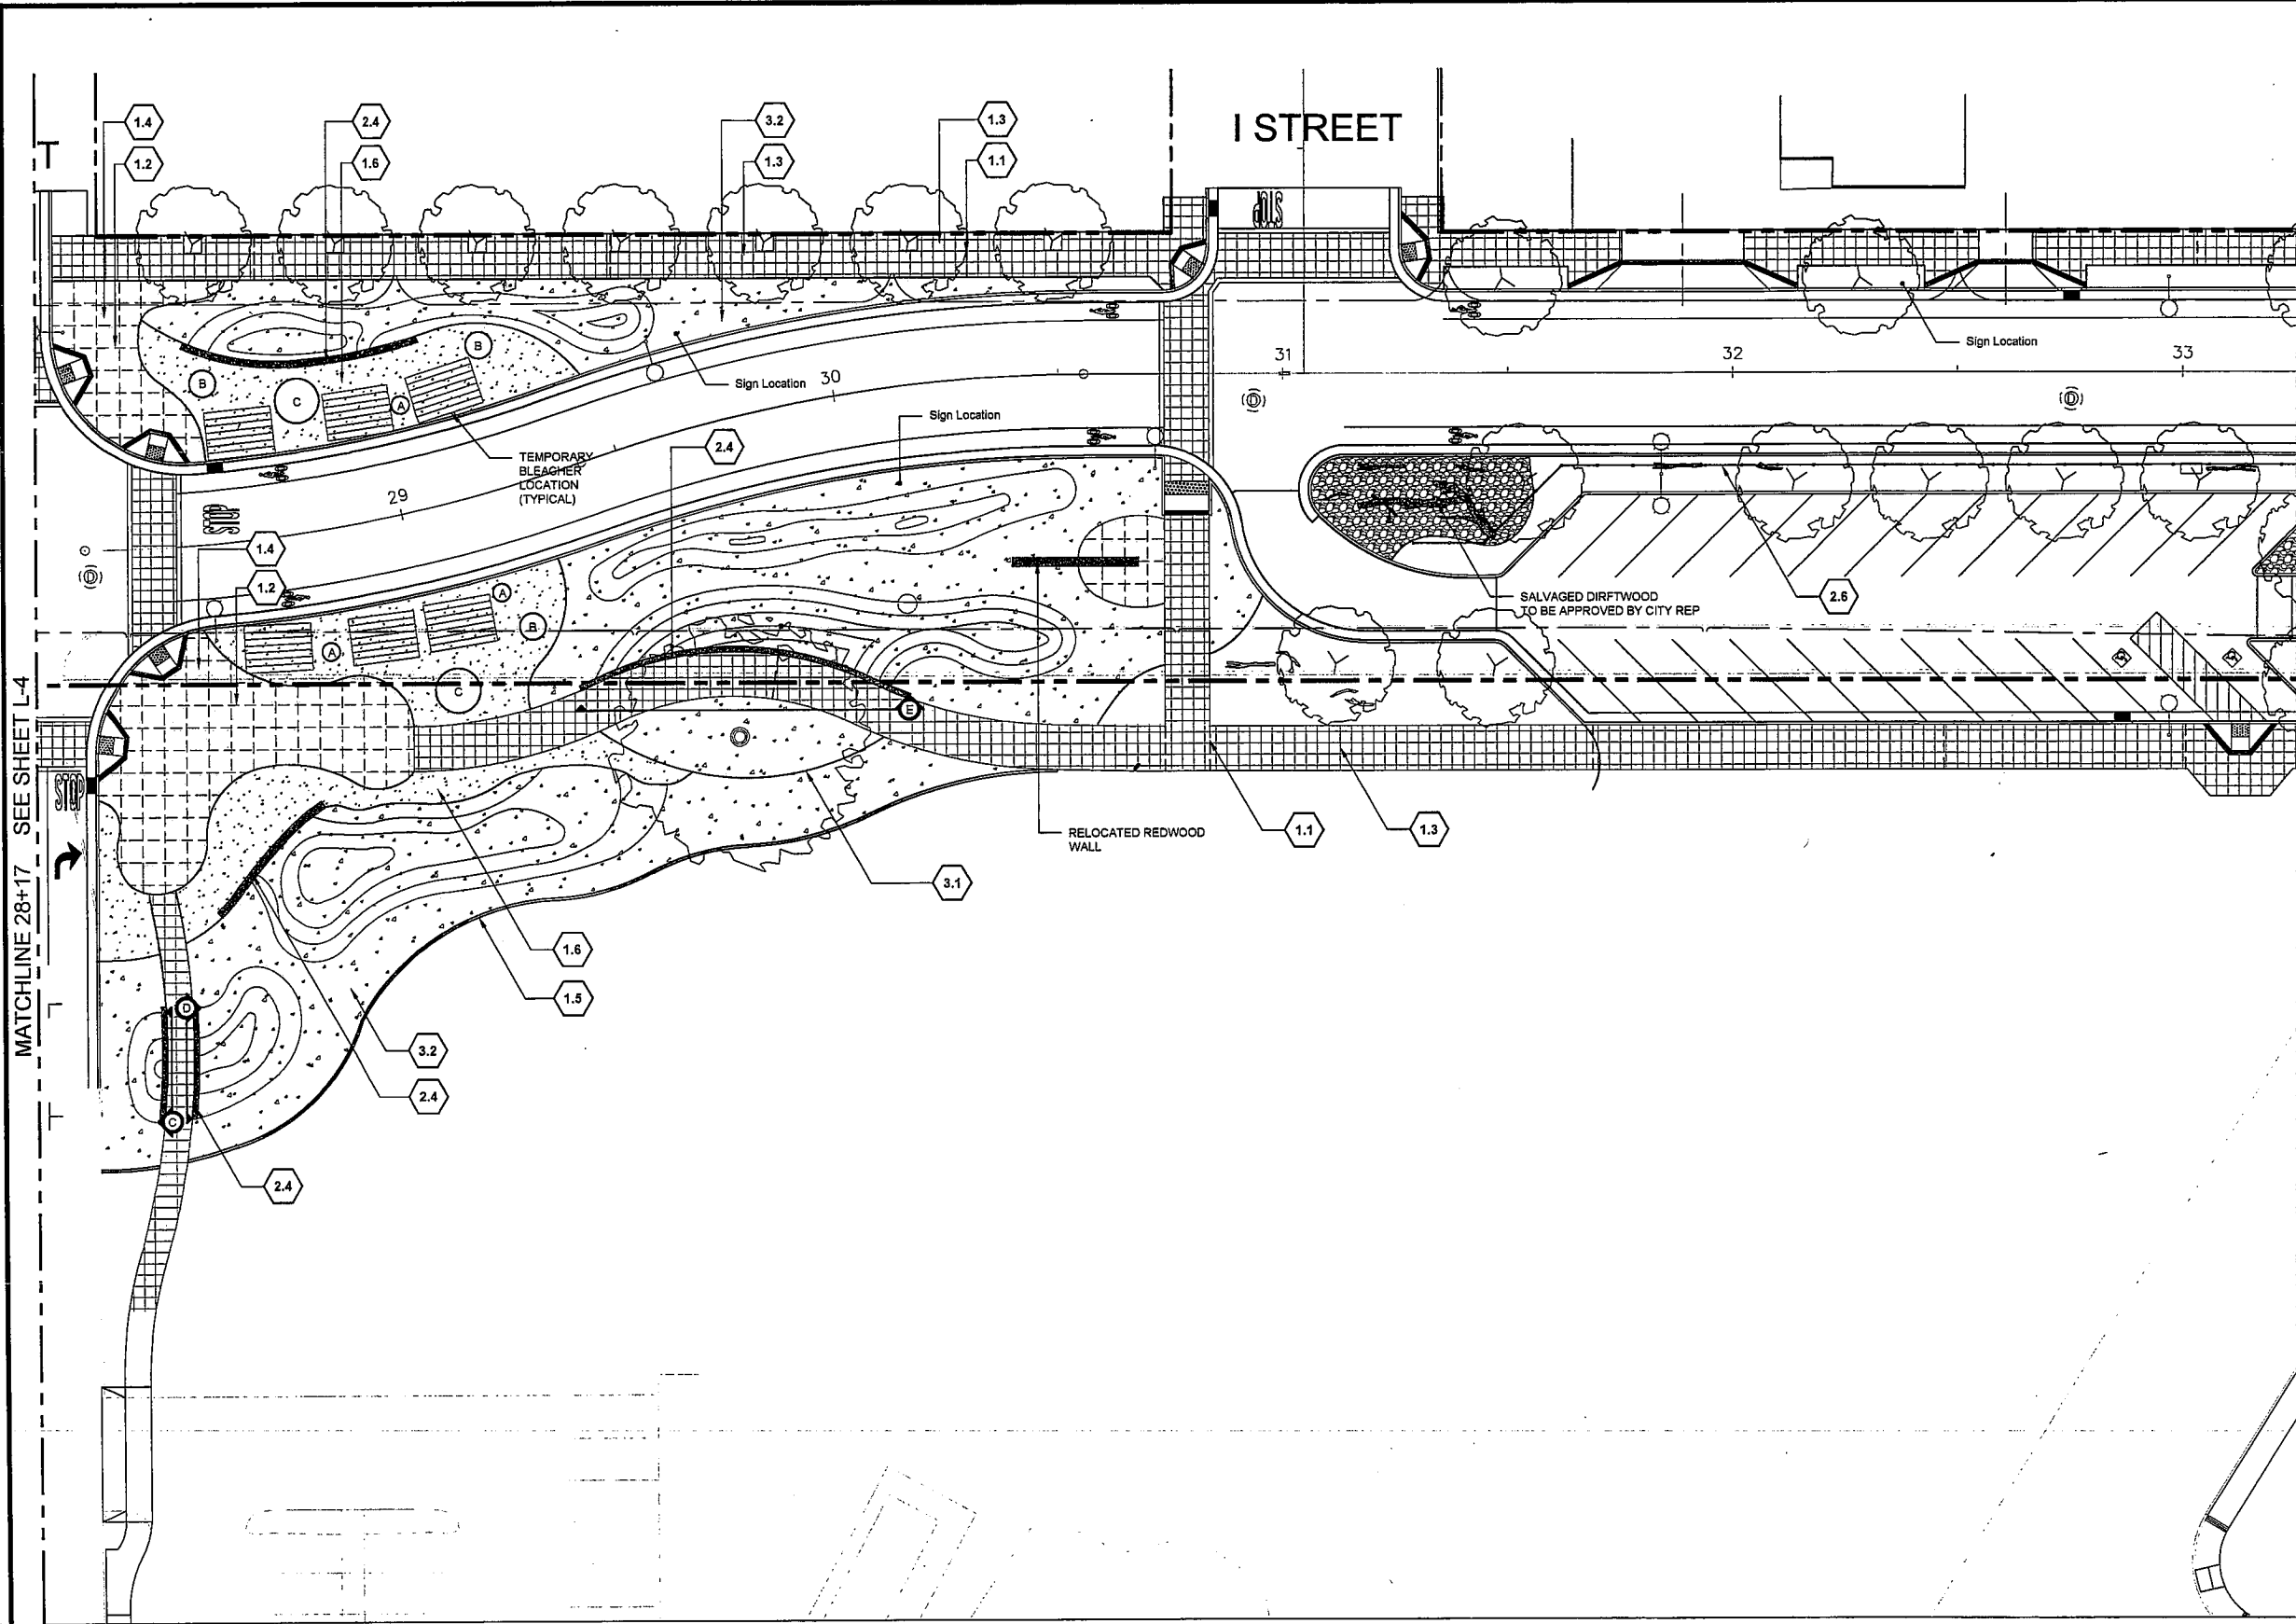 1.4
2.4
3.2
1.3
I STREET
T
1.2
1.6
1.3
1.1
STOP
Sign Location
31
32
33
B
Sign Location
30
B
C
A
(D)
(D)
Sign Location
2.4
TEMPORARY
BLEACHER
LOCATION
(TYPICAL)
29
STOP
1.4
(D)
1.2
A
SALVAGED DIRFTWOOD
TO BE APPROVED BY CITY REP
2.6
B
A
C
E
STOP
RELOCATED REDWOOD
WALL
1.1
1.3
3.1
MATCHLINE 28+17 SEE SHEET L-4
1.6
1.5
D
3.2
2.4
C
2.4